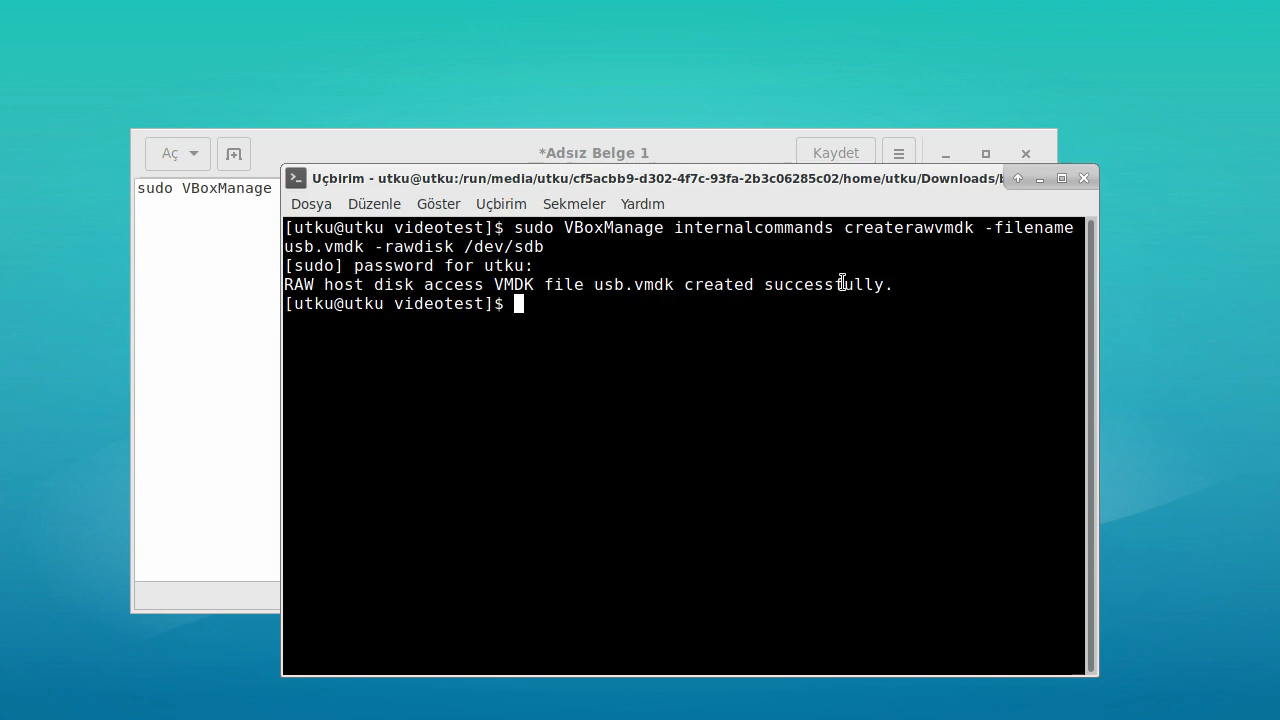 Aç
*Adsız Belge 1
Kaydet
sudo VBoxManage
Uçbirim - utku@utku:/run/media/utku/cf5acbb9-d302-4f7c-93fa-2b3c06285c02/home/utku/Downloads/
Dosya Düzenle Göster Uçbirim Sekmeler Yardım
[utku@utku videotest]$ sudo VBoxManage internalcommands createrawvmdk -filename
usb.vmdk -rawdisk /dev/sdb
[sudo] password for utku:
RAW host disk access VMDK file usb.vmdk created successfully.
[utku@utku videotest]$